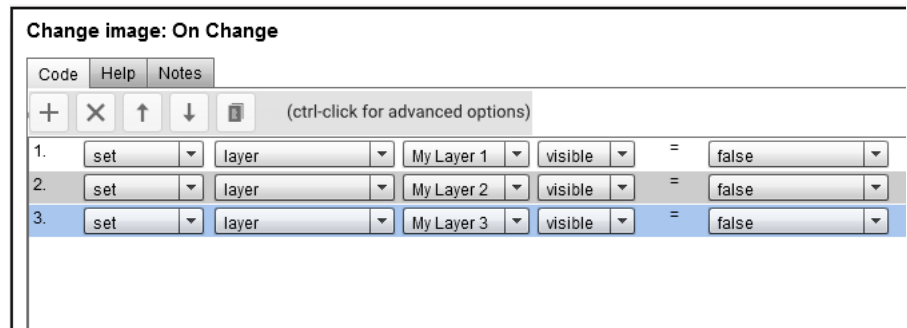 Change image: On Change
Code Help Notes
(ctrl-click for advanced options)
1. set layer My Layer 1 visible = false
2. set layer My Layer 2 visible = false
3. set layer My Layer 3 visible = false